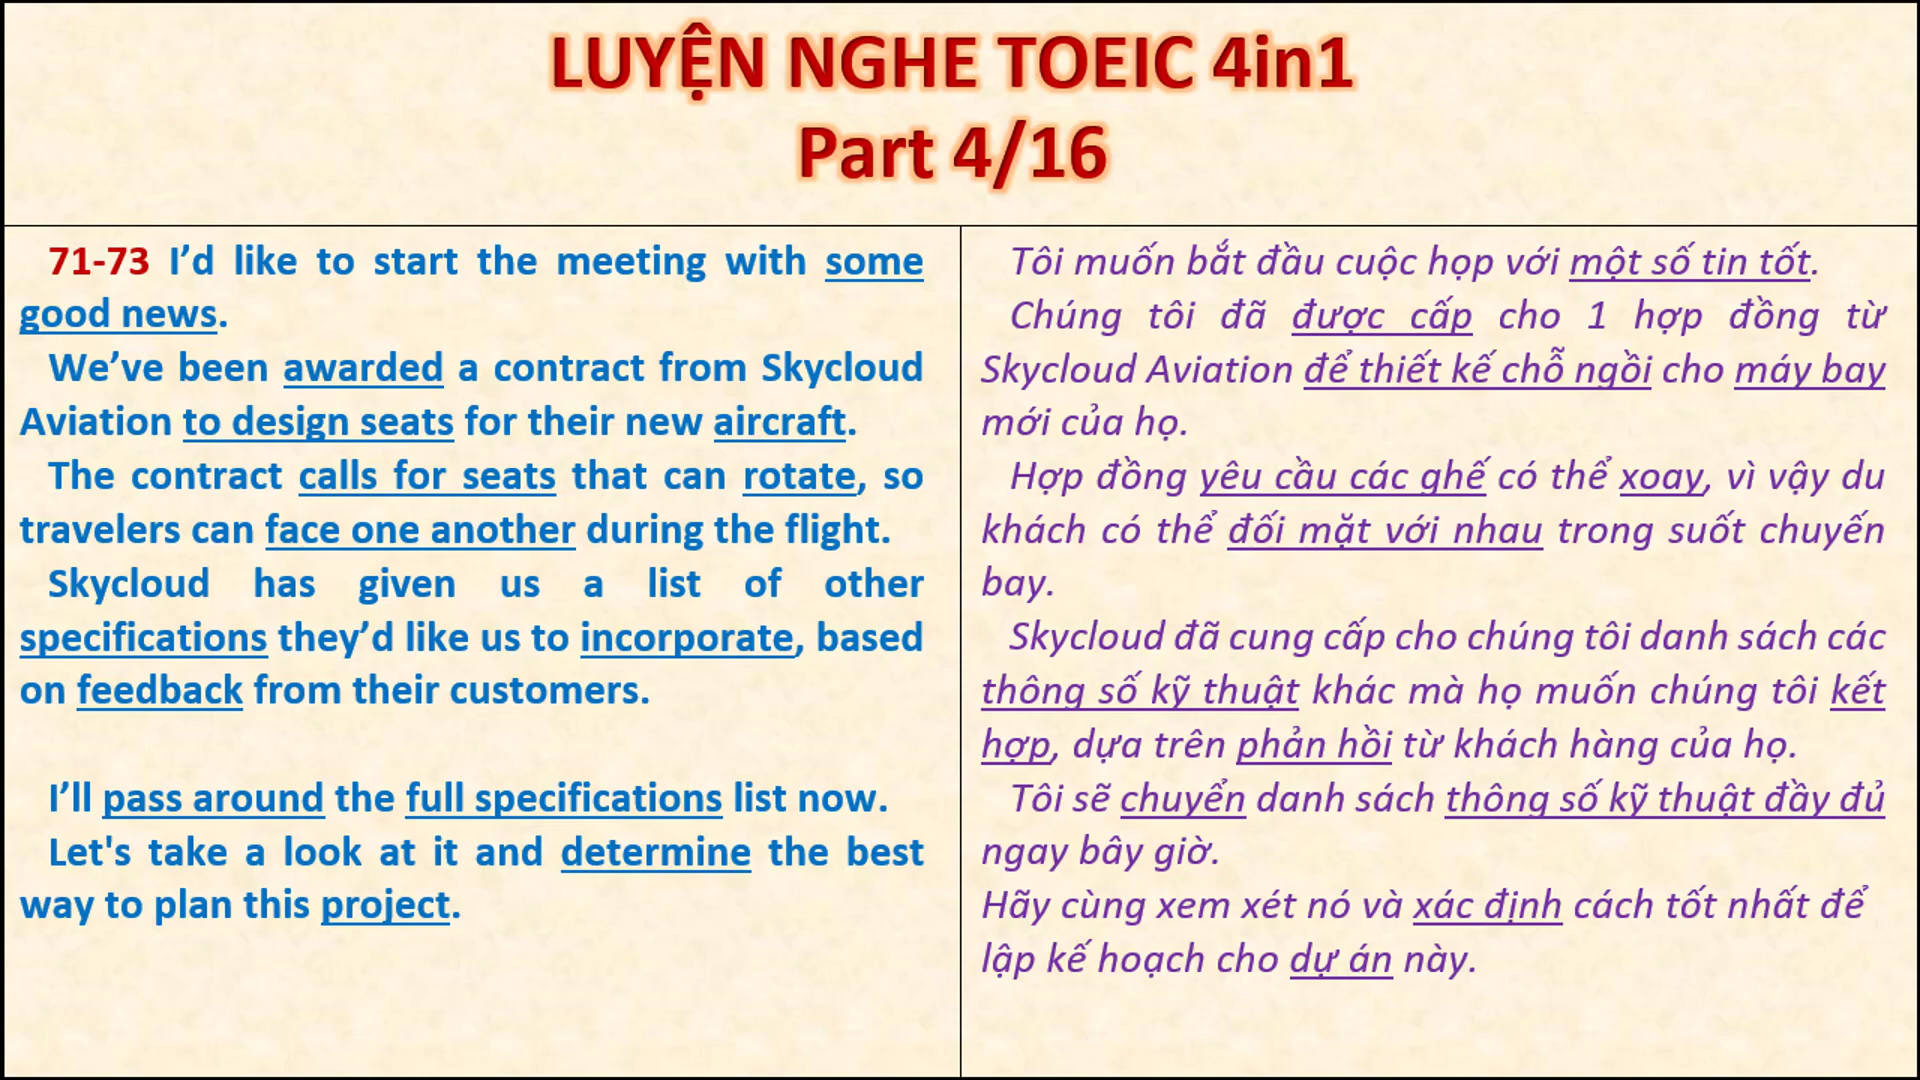 LUYỆN NGHE TOEIC 4in1
Part 4/16
71-73 I’d like to start the meeting with some
good news.
We’ve been awarded a contract from Skycloud
Aviation to design seats for their new aircraft.
The contract calls for seats that can rotate, so
travelers can face one another during the flight.
Skycloud has given us a list of other
specifications they’d like us to incorporate, based
on feedback from their customers.
I’ll pass around the full specifications list now.
Let's take a look at it and determine the best
way to plan this project.
Tôi muốn bắt đầu cuộc họp với một số tin tốt.
Chúng tôi đã được cấp cho 1 hợp đồng từ
Skycloud Aviation để thiết kế chỗ ngồi cho máy bay
mới của họ.
Hợp đồng yêu cầu các ghế có thể xoay, vì vậy du
khách có thể đối mặt với nhau trong suốt chuyến
bay.
Skycloud đã cung cấp cho chúng tôi danh sách các
thông số kỹ thuật khác mà họ muốn chúng tôi kết
hợp, dựa trên phản hồi từ khách hàng của họ.
Tôi sẽ chuyển danh sách thông số kỹ thuật đầy đủ
ngay bây giờ.
Hãy cùng xem xét nó và xác định cách tốt nhất để
lập kế hoạch cho dự án này.